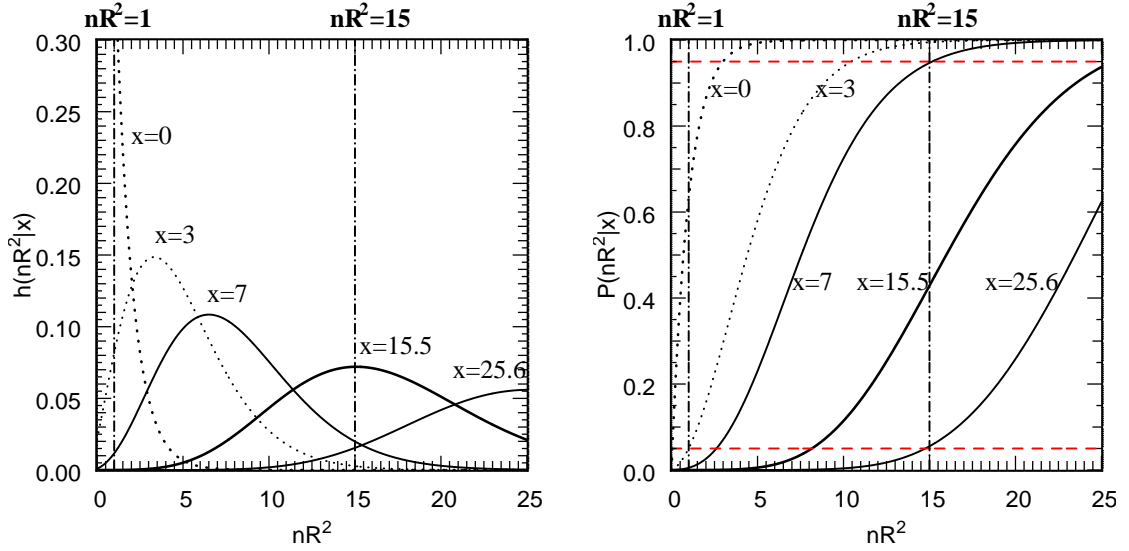 nR²=1 nR²=15
0.30
0.25
0.20
0.15
0.10
0.05
0.00
h(nR²|x)
x=0
x=3
x=7
x=15.5
x=25.6
0 5 10 15 20 25
nR²
nR²=1 nR²=15
1.0
0.8
0.6
0.4
0.2
0.0
P(nR²|x)
x=0 x=3
x=7 x=15.5 x=25.6
0 5 10 15 20 25
nR²